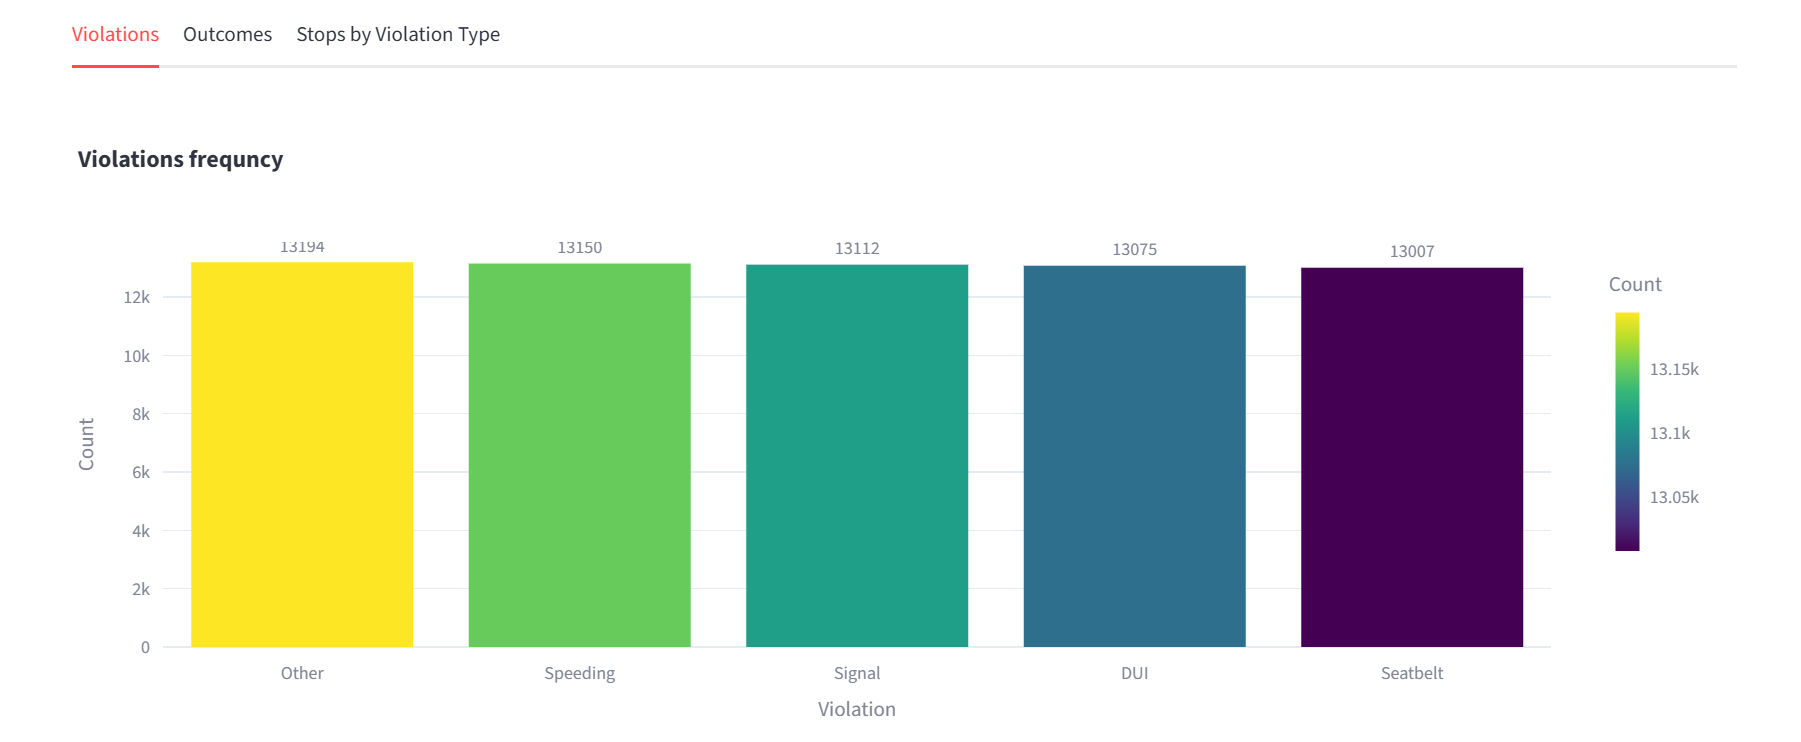 Violations Outcomes Stops by Violation Type
Violations frequncy
13194 13150 13112 13075 13007
Count
12k
10k
8k
6k
4k
2k
0
Count
13.15k
13.1k
13.05k
Other Speeding Signal DUI Seatbelt
Violation